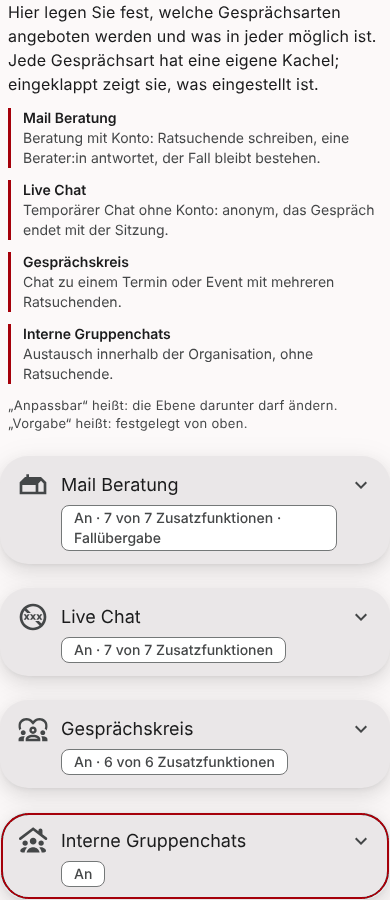 Hier legen Sie fest, welche Gesprächsarten
angeboten werden und was in jeder möglich ist.
Jede Gesprächsart hat eine eigene Kachel;
eingeklappt zeigt sie, was eingestellt ist.
Mail Beratung
Beratung mit Konto: Ratsuchende schreiben, eine
Berater:in antwortet, der Fall bleibt bestehen.
Live Chat
Temporärer Chat ohne Konto: anonym, das Gespräch
endet mit der Sitzung.
Gesprächskreis
Chat zu einem Termin oder Event mit mehreren
Ratsuchenden.
Interne Gruppenchats
Austausch innerhalb der Organisation, ohne
Ratsuchende.
„Anpassbar“ heißt: die Ebene darunter darf ändern.
„Vorgabe“ heißt: festgelegt von oben.
Mail Beratung
An · 7 von 7 Zusatzfunktionen ·
Fallübergabe
xxx
Live Chat
An · 7 von 7 Zusatzfunktionen
Gesprächskreis
An · 6 von 6 Zusatzfunktionen
Interne Gruppenchats
An